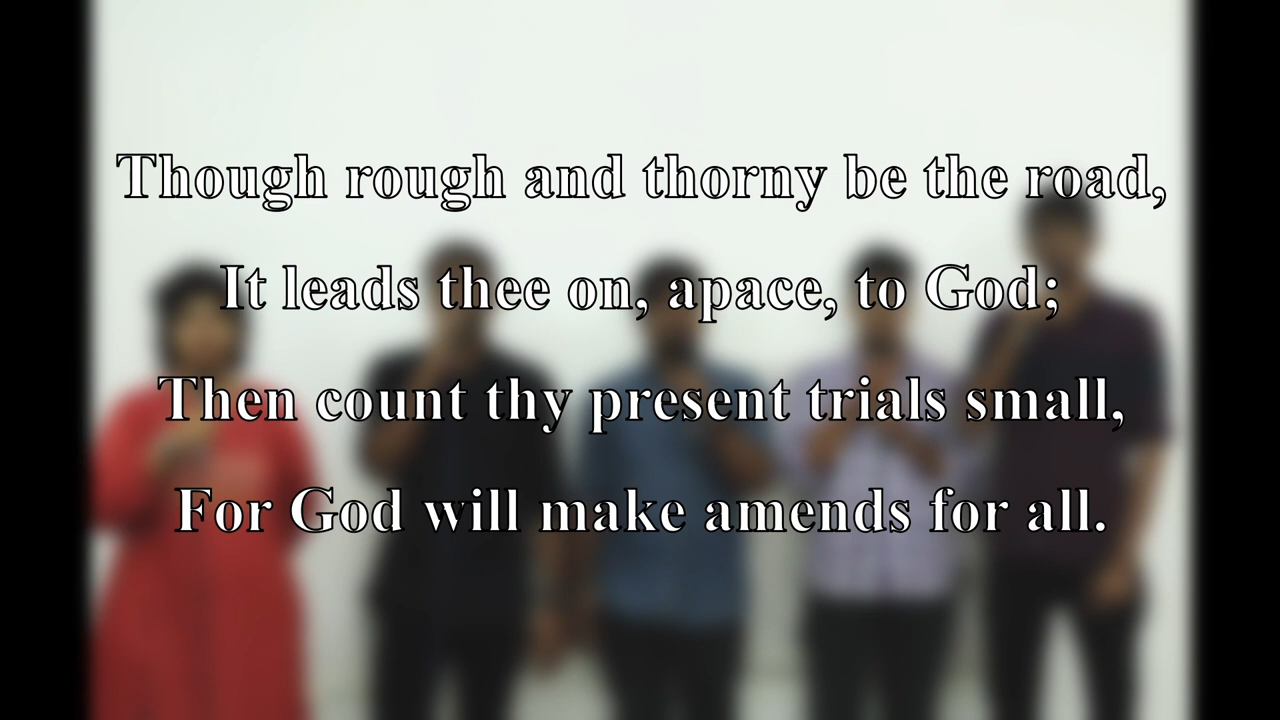 Though rough and thorny be the road,
It leads thee on, apace, to God;
Then count thy present trials small,
For God will make amends for all.